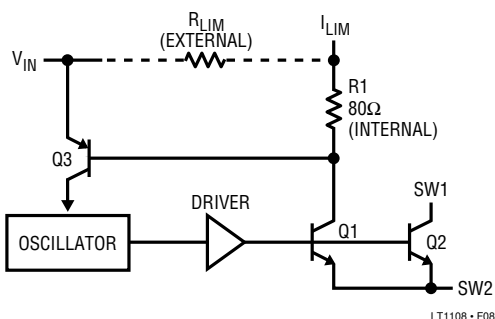 R_LIM
(EXTERNAL)
I_LIM
V_IN
R1
80Ω
(INTERNAL)
Q3
DRIVER
SW1
OSCILLATOR
Q1
Q2
SW2
LT1108 • F08